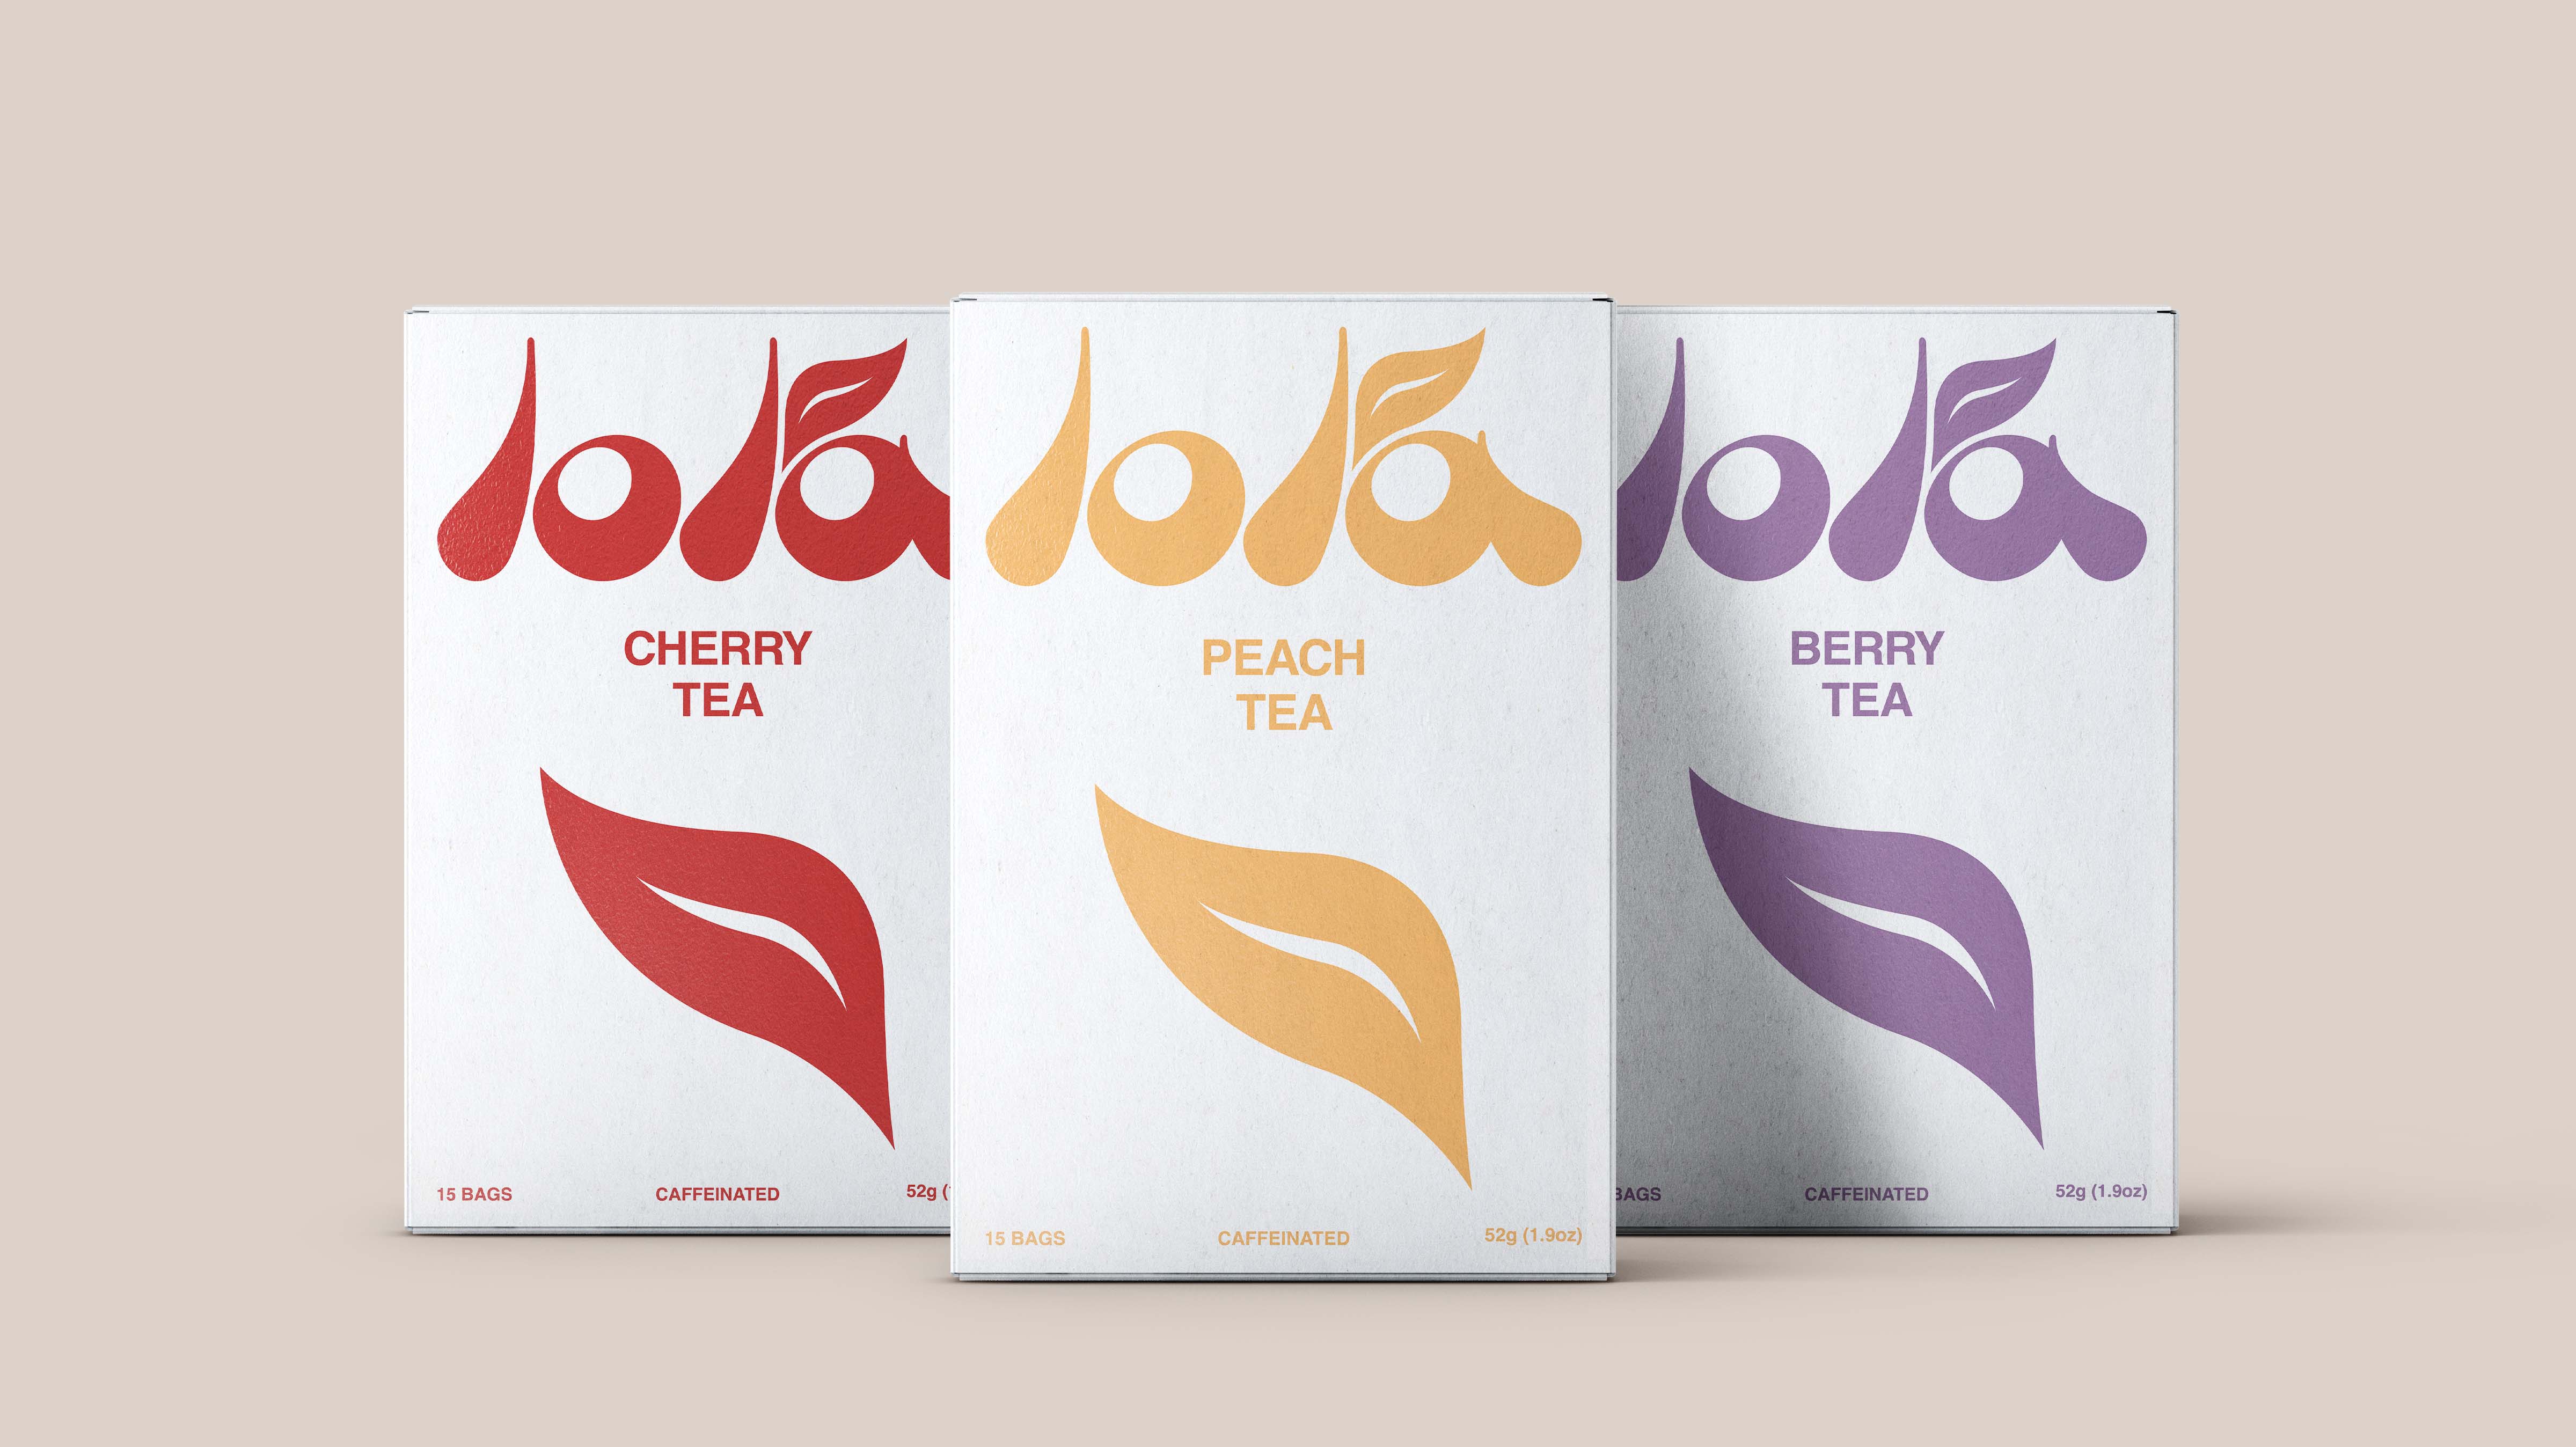 lola
CHERRY
TEA
15 BAGS
CAFFEINATED
52g (
lola
PEACH
TEA
15 BAGS
CAFFEINATED
52g (1.9oz)
lola
BERRY
TEA
BAGS
CAFFEINATED
52g (1.9oz)